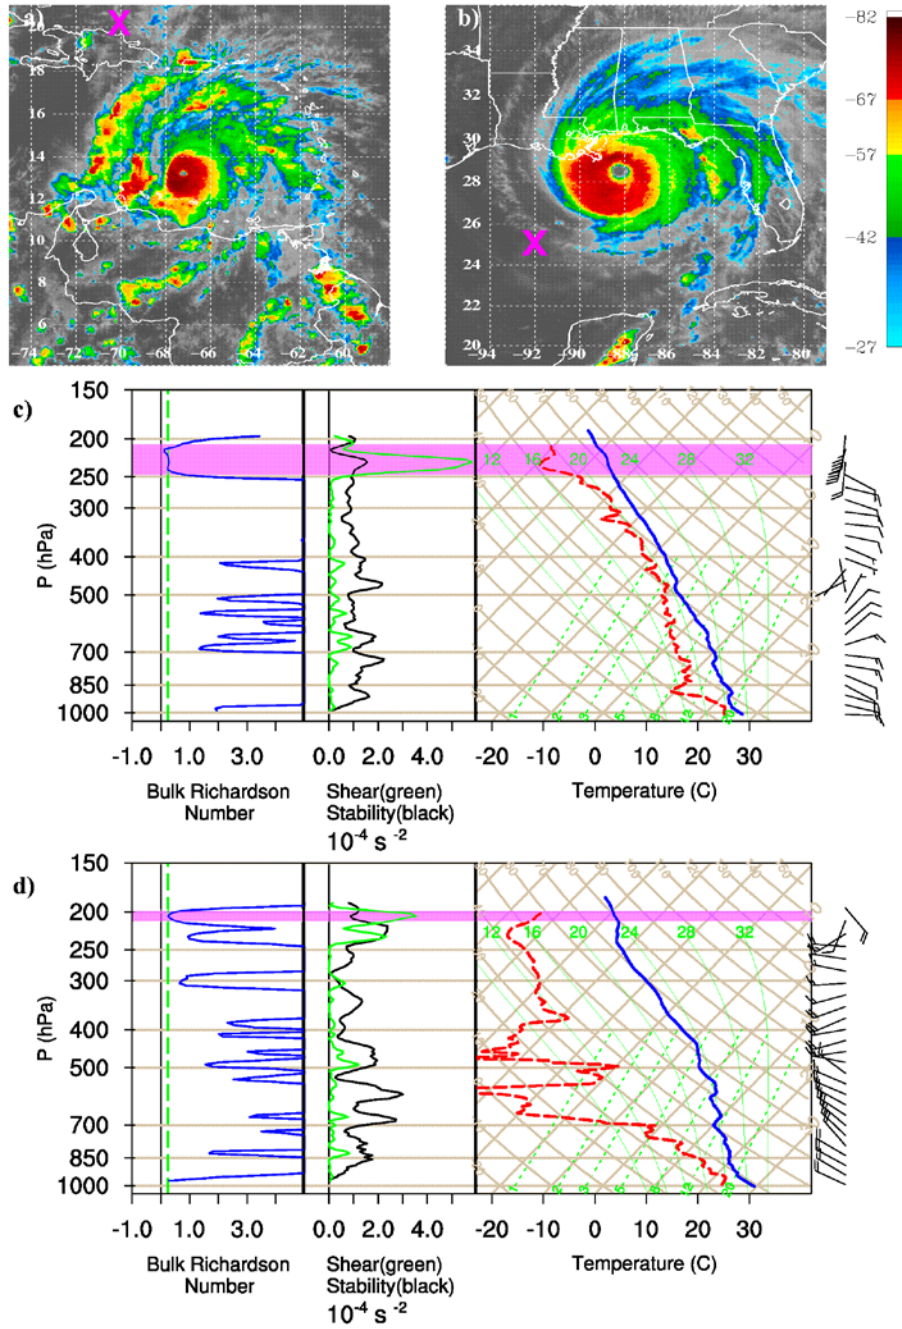 a)
20
18
16
14
12
10
8
6
−74 −70 −68 −66 −64 −62 −60
b)
34
32
30
28
26
24
22
20
−94 −90 −88 −86 −84 −82 −80
−82
−67
−57
−42
−27
c)
150
200
250
300
400
500
700
850
1000
P (hPa)
12 16 20 24 28 32
-1.0 1.0 3.0
0.0 2.0 4.0
-20 -10 0 10 20 30
Bulk Richardson
Number
Shear(green)
Stability(black)
10⁻⁴ s ⁻²
Temperature (C)
d)
150
200
250
300
400
500
700
850
1000
P (hPa)
12 16 20 24 28 32
-1.0 1.0 3.0
0.0 2.0 4.0
-20 -10 0 10 20 30
Bulk Richardson
Number
Shear(green)
Stability(black)
10⁻⁴ s ⁻²
Temperature (C)